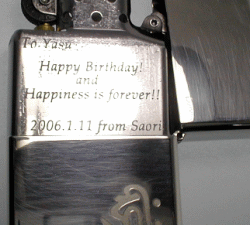 To.Yasu
Happy Birthday!
and
Happiness is forever!!
2006.1.11 from Saori